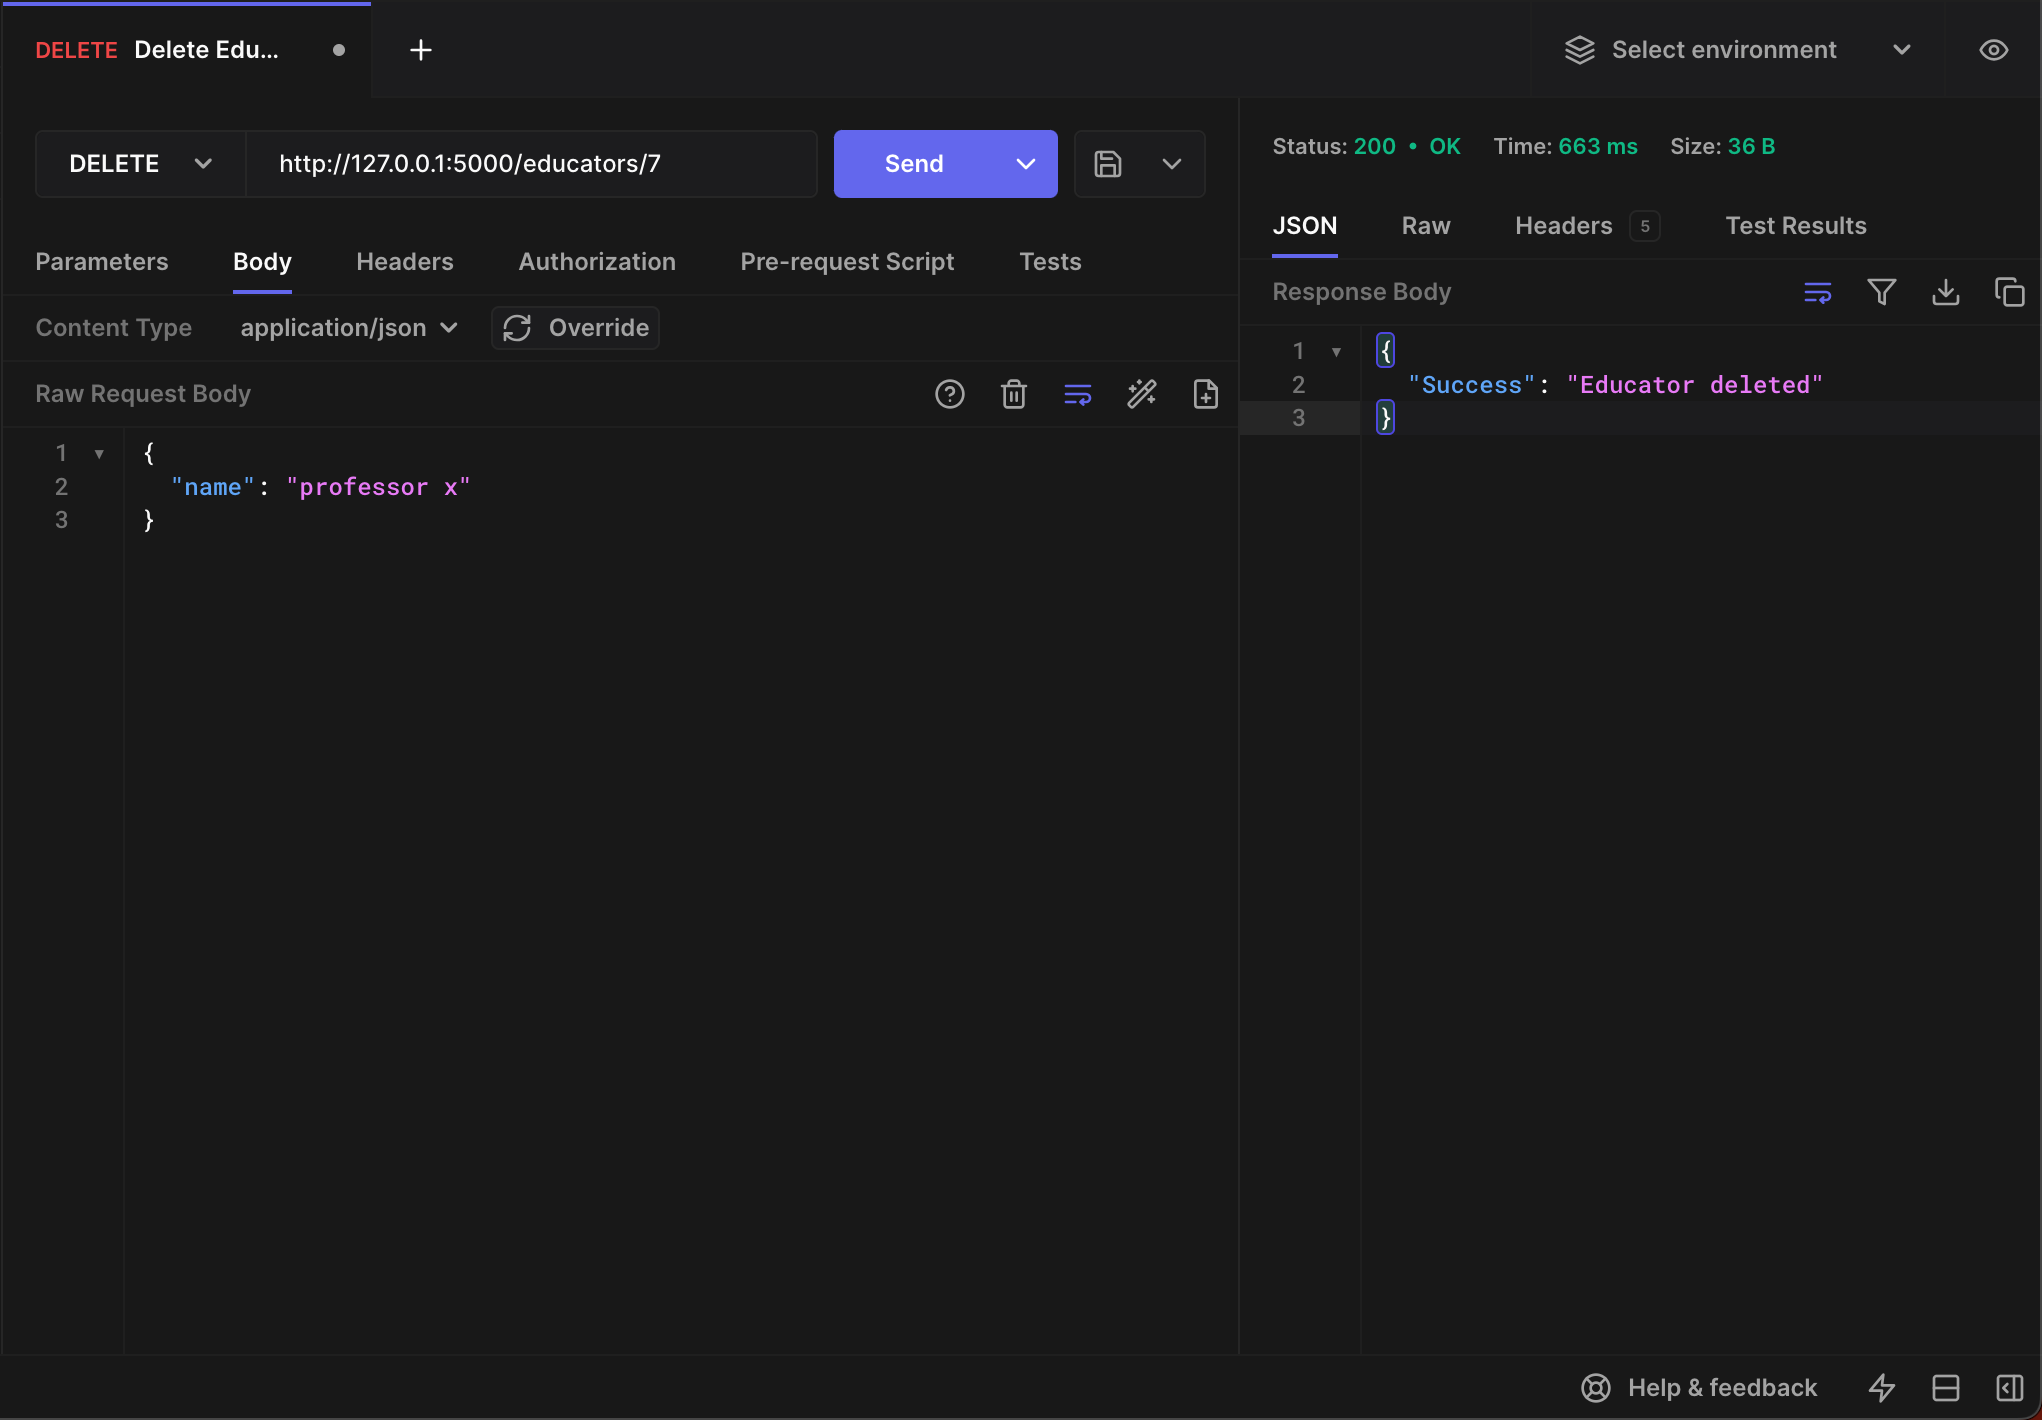 DELETE Delete Edu...
Select environment
DELETE http://127.0.0.1:5000/educators/7 Send
Parameters Body Headers Authorization Pre-request Script Tests
Content Type application/json Override
Raw Request Body
1 {
2 "name": "professor x"
3 }
Status: 200 • OK Time: 663 ms Size: 36 B
JSON Raw Headers 5 Test Results
Response Body
1 {
2 "Success": "Educator deleted"
3 }
Help & feedback